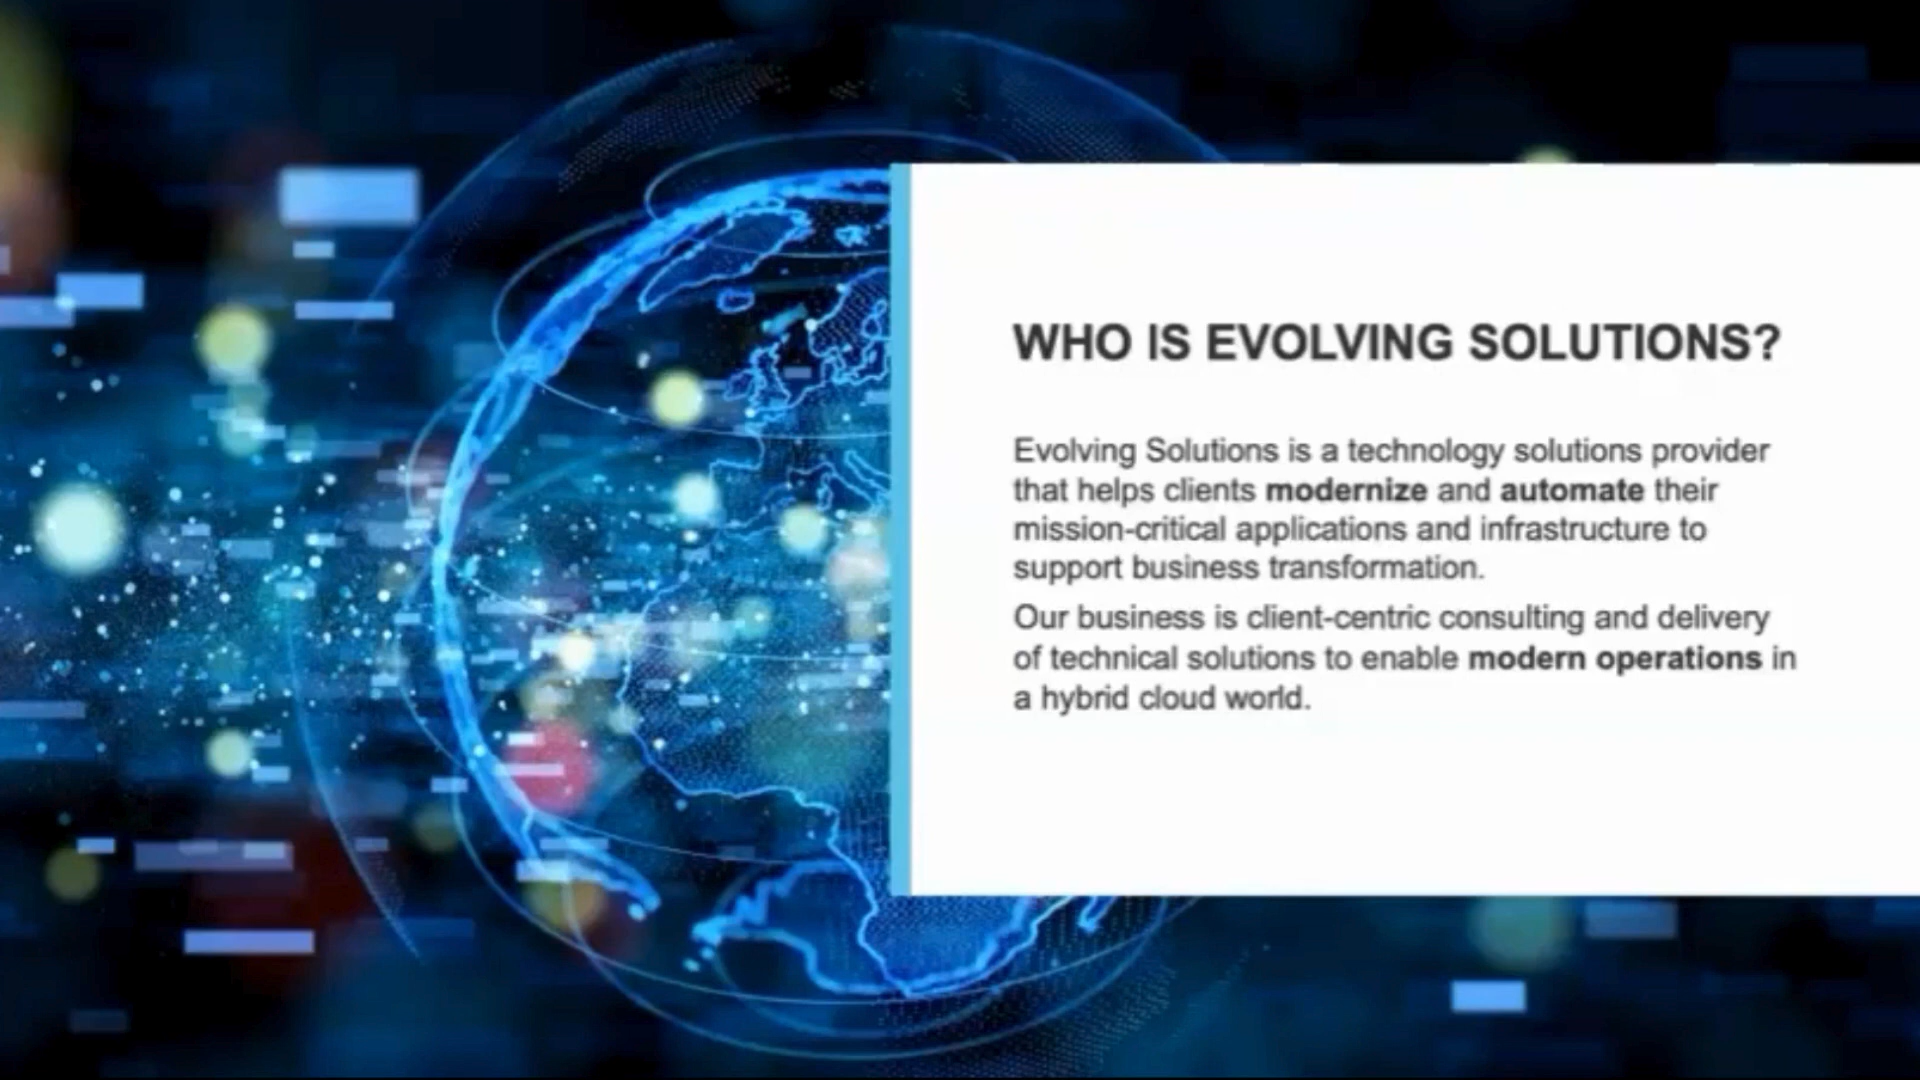 WHO IS EVOLVING SOLUTIONS?
Evolving Solutions is a technology solutions provider
that helps clients modernize and automate their
mission-critical applications and infrastructure to
support business transformation.
Our business is client-centric consulting and delivery
of technical solutions to enable modern operations in
a hybrid cloud world.